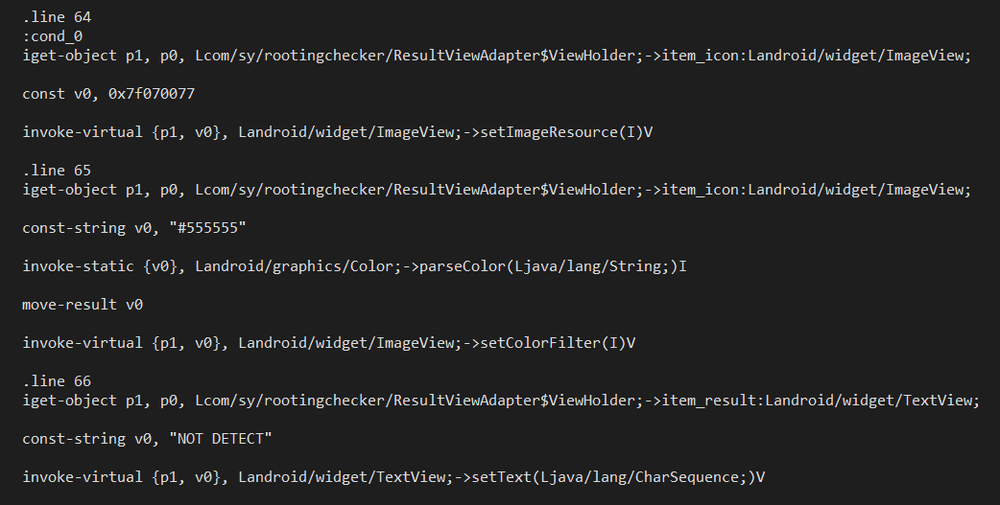 .line 64
:cond_0
iget-object p1, p0, Lcom/sy/rootingchecker/ResultViewAdapter$ViewHolder;->item_icon:Landroid/widget/ImageView;
const v0, 0x7f070077
invoke-virtual {p1, v0}, Landroid/widget/ImageView;->setImageResource(I)V
.line 65
iget-object p1, p0, Lcom/sy/rootingchecker/ResultViewAdapter$ViewHolder;->item_icon:Landroid/widget/ImageView;
const-string v0, "#555555"
invoke-static {v0}, Landroid/graphics/Color;->parseColor(Ljava/lang/String;)I
move-result v0
invoke-virtual {p1, v0}, Landroid/widget/ImageView;->setColorFilter(I)V
.line 66
iget-object p1, p0, Lcom/sy/rootingchecker/ResultViewAdapter$ViewHolder;->item_result:Landroid/widget/TextView;
const-string v0, "NOT DETECT"
invoke-virtual {p1, v0}, Landroid/widget/TextView;->setText(Ljava/lang/CharSequence;)V